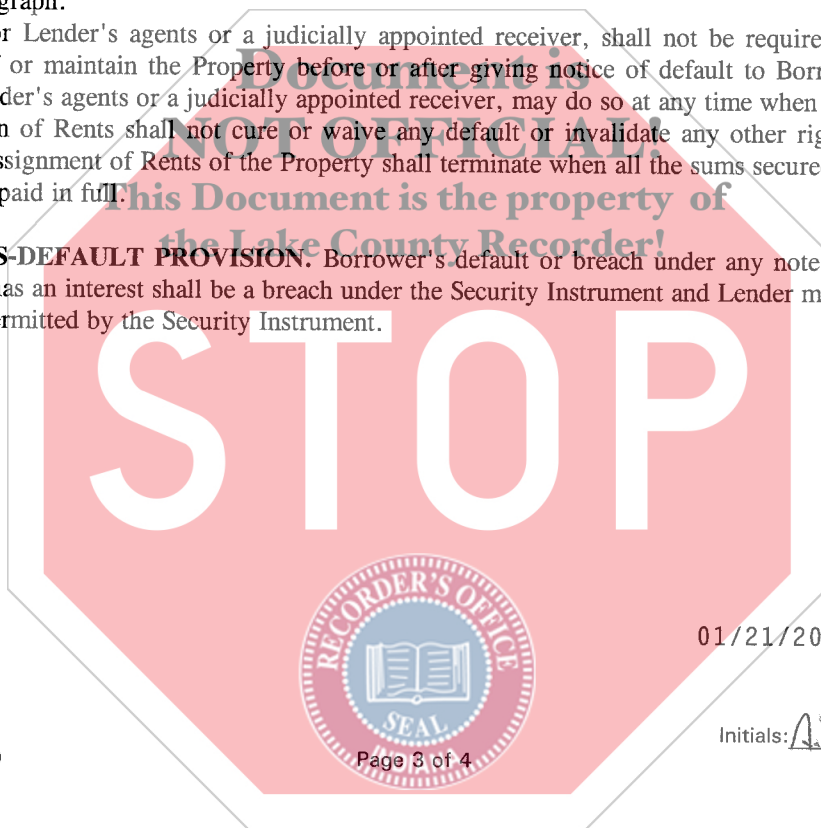 graph.
or Lender's agents or a judicially appointed receiver, shall not be require
or maintain the Property before or after giving notice of default to Borr
der's agents or a judicially appointed receiver, may do so at any time when
n of Rents shall not cure or waive any default or invalidate any other rig
ssignment of Rents of the Property shall terminate when all the sums secure
paid in full.
Document is
NOT OFFICIAL!
This Document is the property of
the Lake County Recorder!
S-DEFAULT PROVISION. Borrower's default or breach under any note
as an interest shall be a breach under the Security Instrument and Lender m
rmitted by the Security Instrument.
STOP
RECORDER'S OFFICE
SEAL
INDIANA
01/21/20
Initials: A.
Page 3 of 4